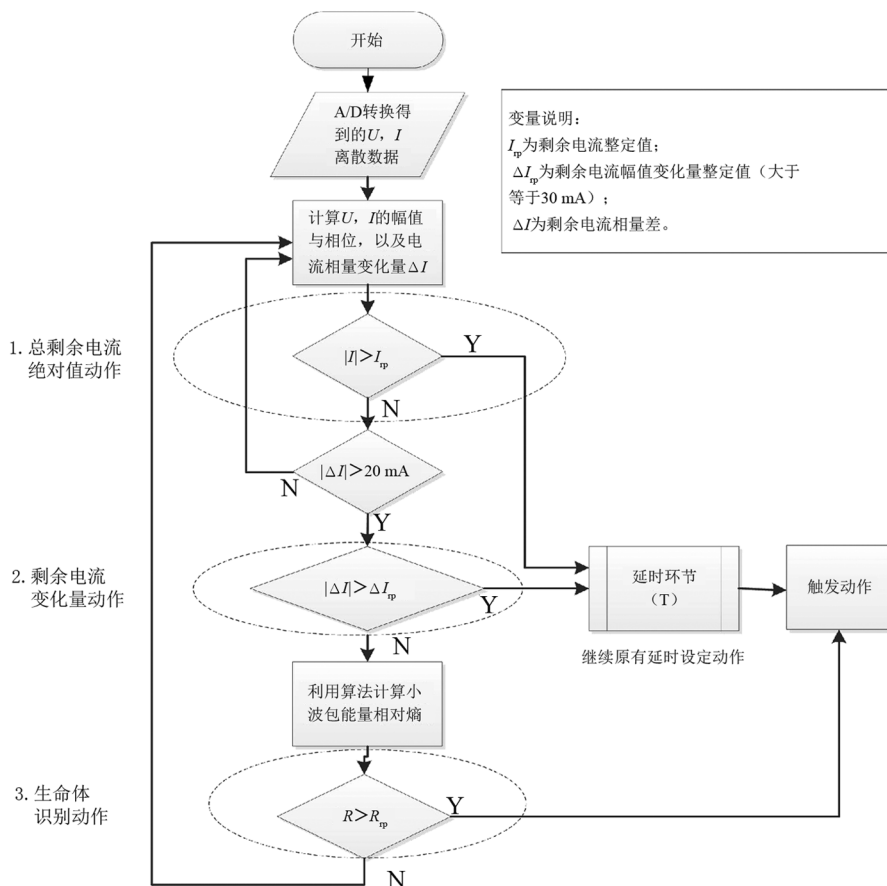 开始
A/D转换得
到的U，I
离散数据
变量说明：
Irp为剩余电流整定值；
ΔIrp为剩余电流幅值变化量整定值（大于
等于30 mA）；
ΔI为剩余电流相量差。
计算U，I的幅值
与相位，以及电
流相量变化量ΔI
1.总剩余电流
绝对值动作
|I|＞Irp
Y
N
|ΔI|＞20 mA
N
Y
2.剩余电流
变化量动作
|ΔI|＞ΔIrp
Y
N
延时环节
（T）
触发动作
继续原有延时设定动作
利用算法计算小
波包能量相对熵
3.生命体
识别动作
R＞Rrp
Y
N